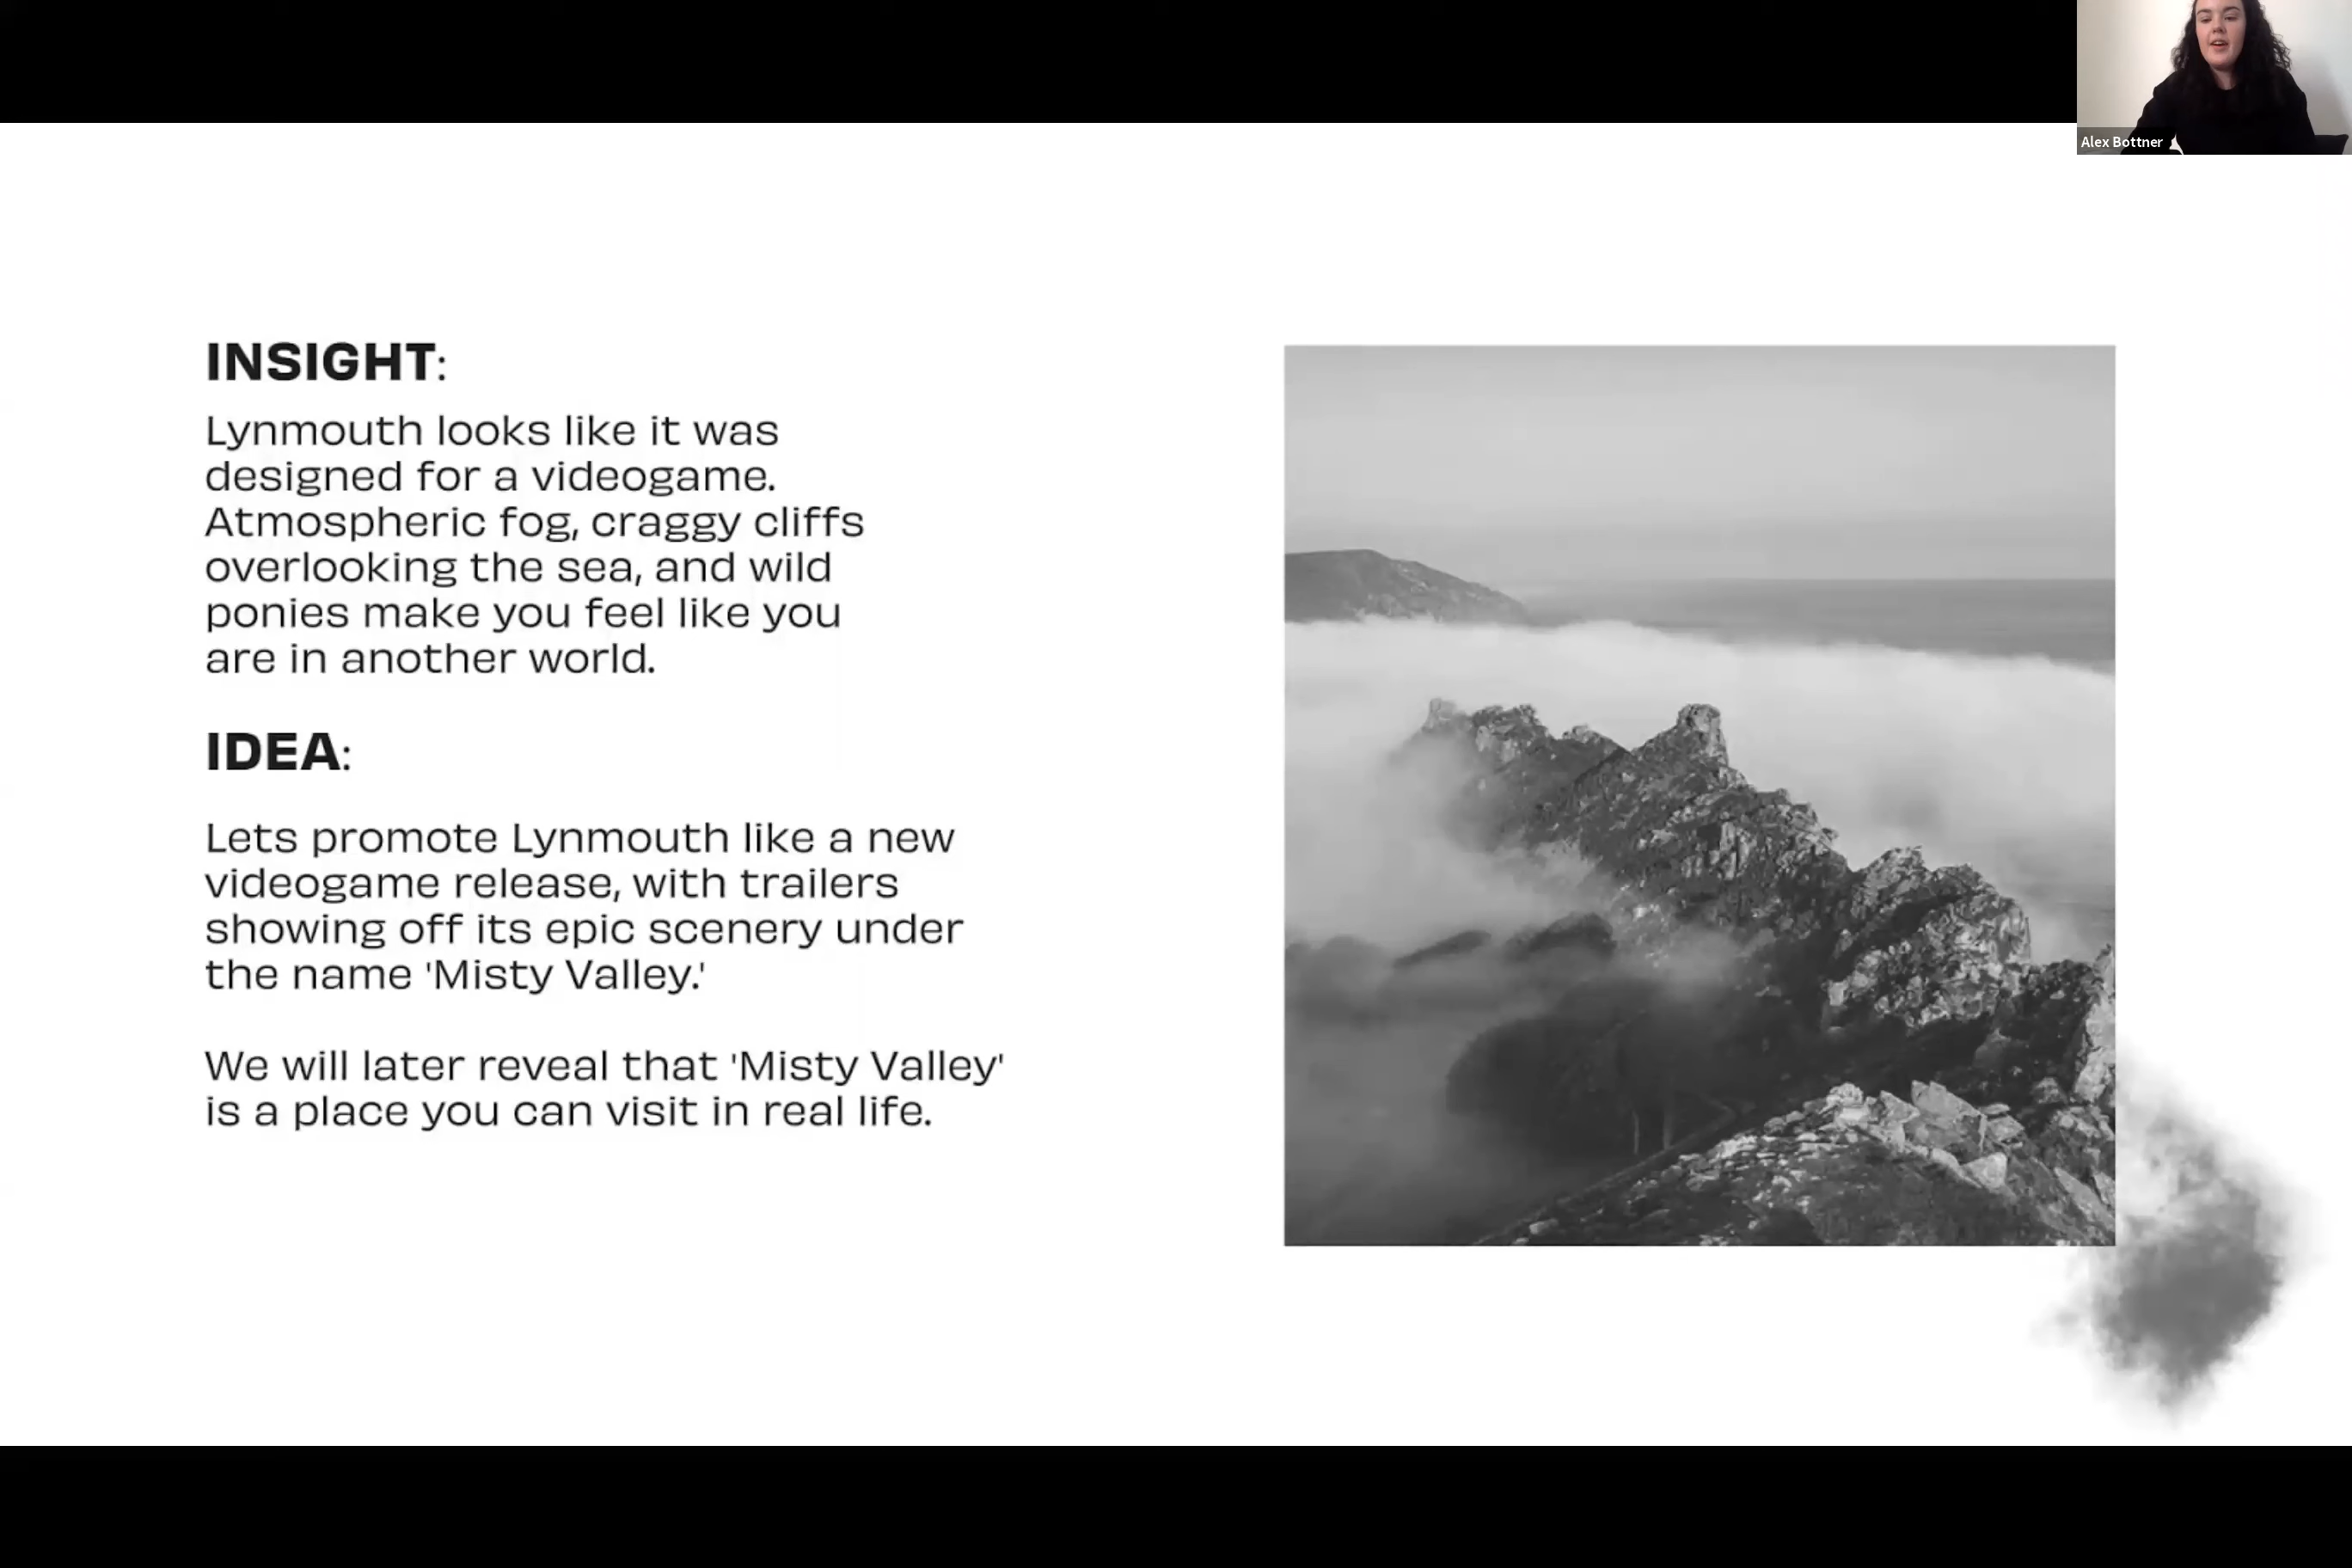 Alex Bottner
INSIGHT:
Lynmouth looks like it was
designed for a videogame.
Atmospheric fog, craggy cliffs
overlooking the sea, and wild
ponies make you feel like you
are in another world.
IDEA:
Lets promote Lynmouth like a new
videogame release, with trailers
showing off its epic scenery under
the name 'Misty Valley.'
We will later reveal that 'Misty Valley'
is a place you can visit in real life.